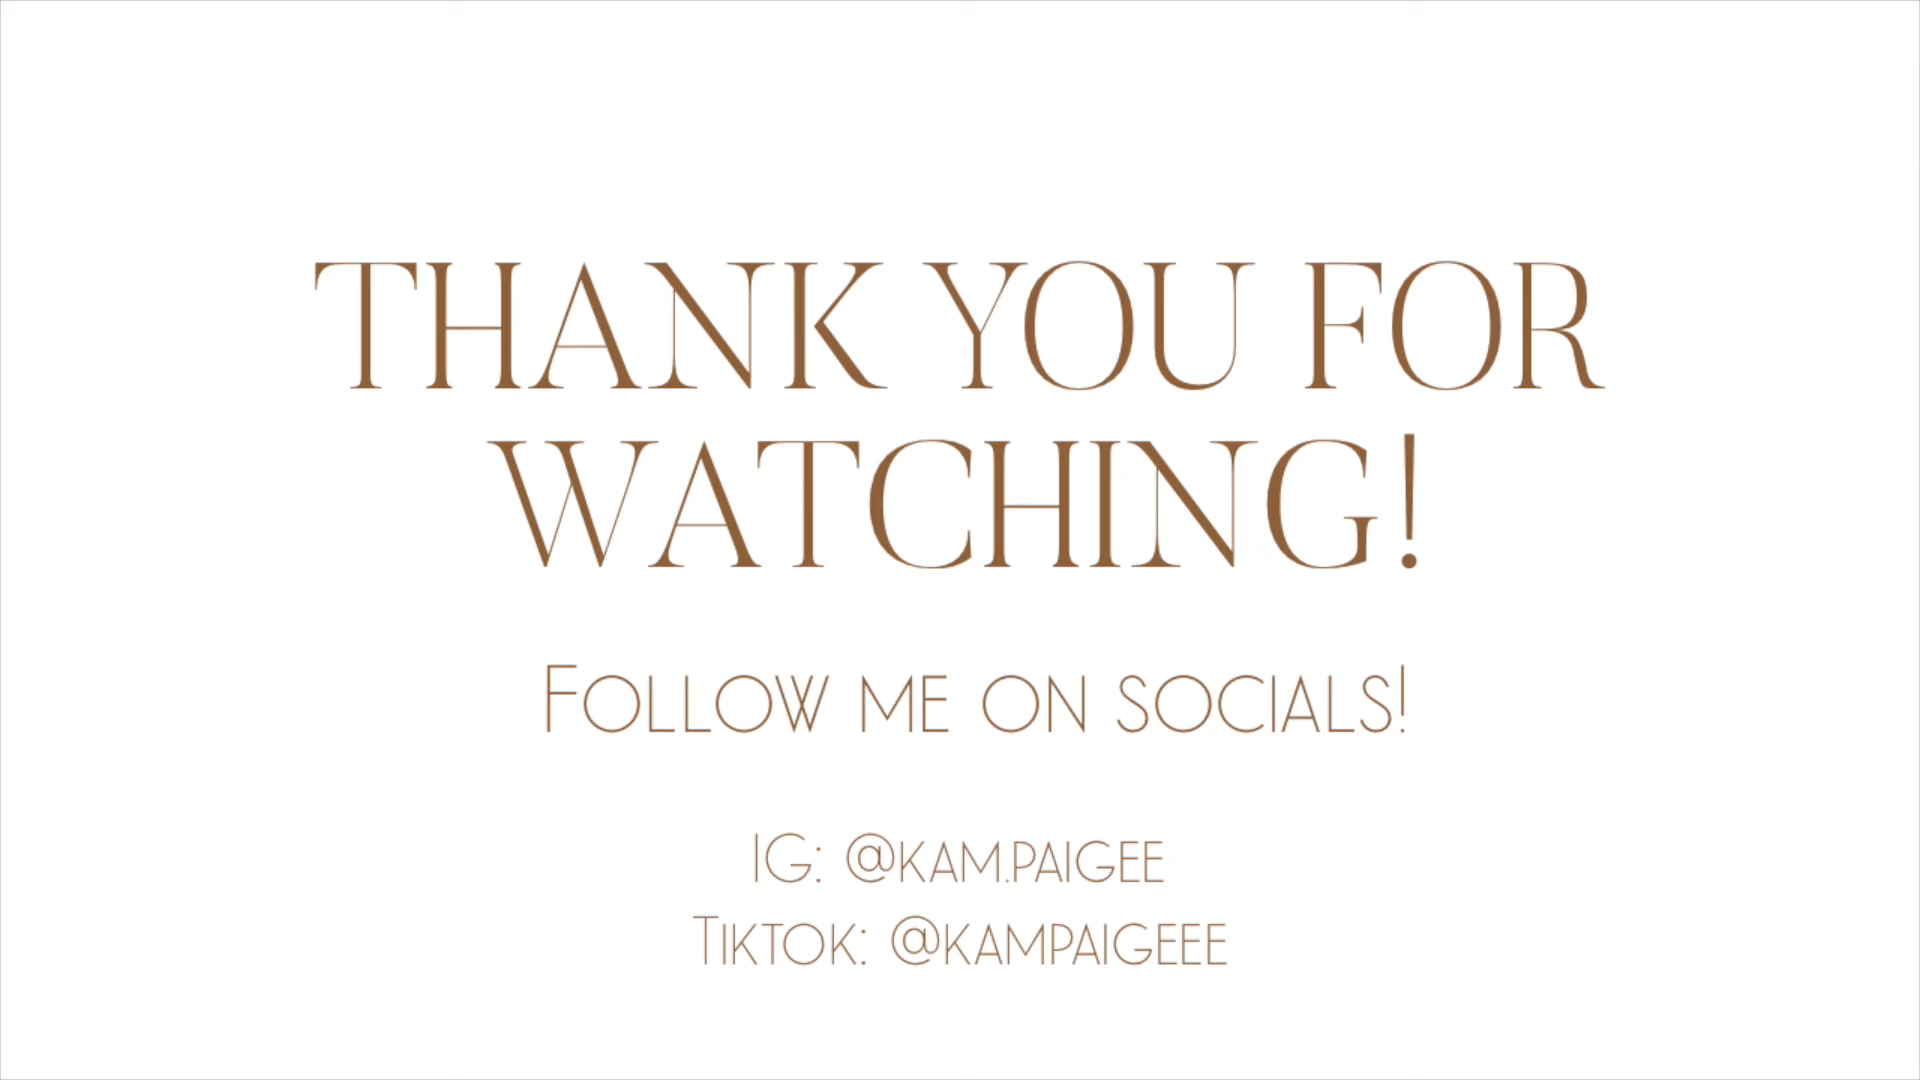 THANK YOU FOR
WATCHING!
FOLLOW ME ON SOCIALS!
IG: @KAM.PAIGEE
TIKTOK: @KAMPAIGEEE